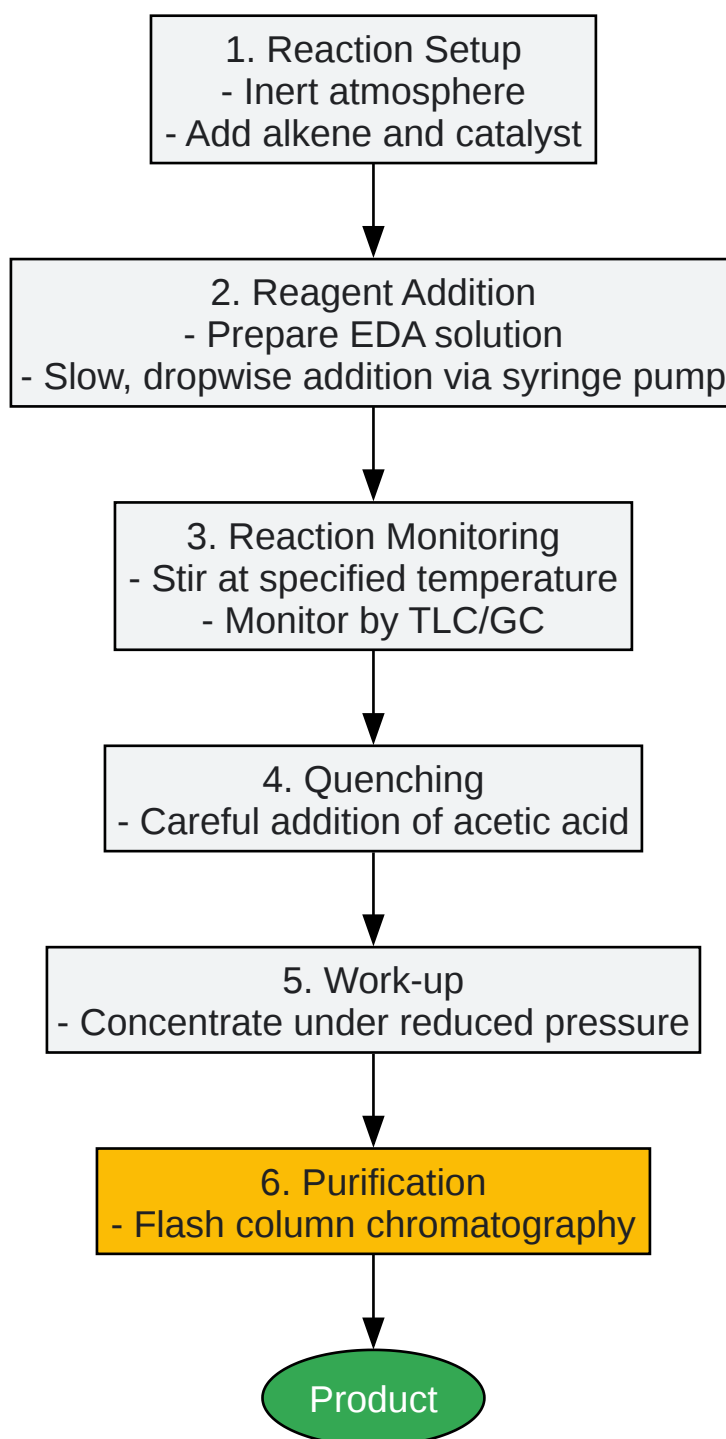 1. Reaction Setup
- Inert atmosphere
- Add alkene and catalyst
2. Reagent Addition
- Prepare EDA solution
- Slow, dropwise addition via syringe pump
3. Reaction Monitoring
- Stir at specified temperature
- Monitor by TLC/GC
4. Quenching
- Careful addition of acetic acid
5. Work-up
- Concentrate under reduced pressure
6. Purification
- Flash column chromatography
Product